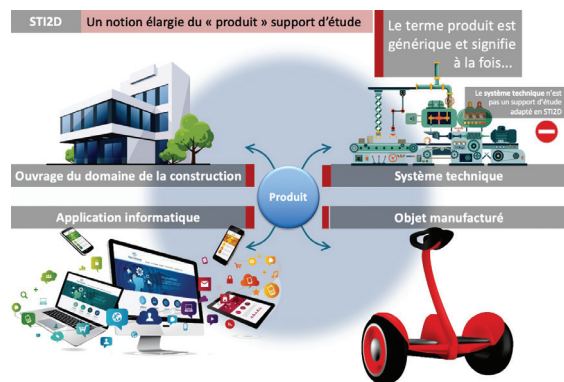 STI2D
Un notion élargie du « produit » support d'étude
Le terme produit est
générique et signifie
à la fois...
Le système technique n'est
pas un support d'étude
adapté en STI2D
Ouvrage du domaine de la construction
Système technique
Produit
Application informatique
Objet manufacturé